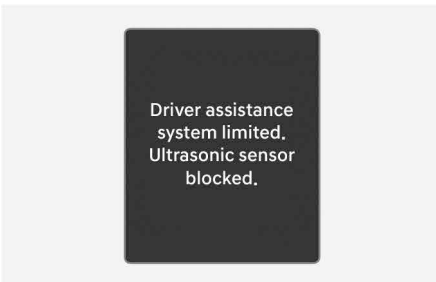 Driver assistance
system limited.
Ultrasonic sensor
blocked.